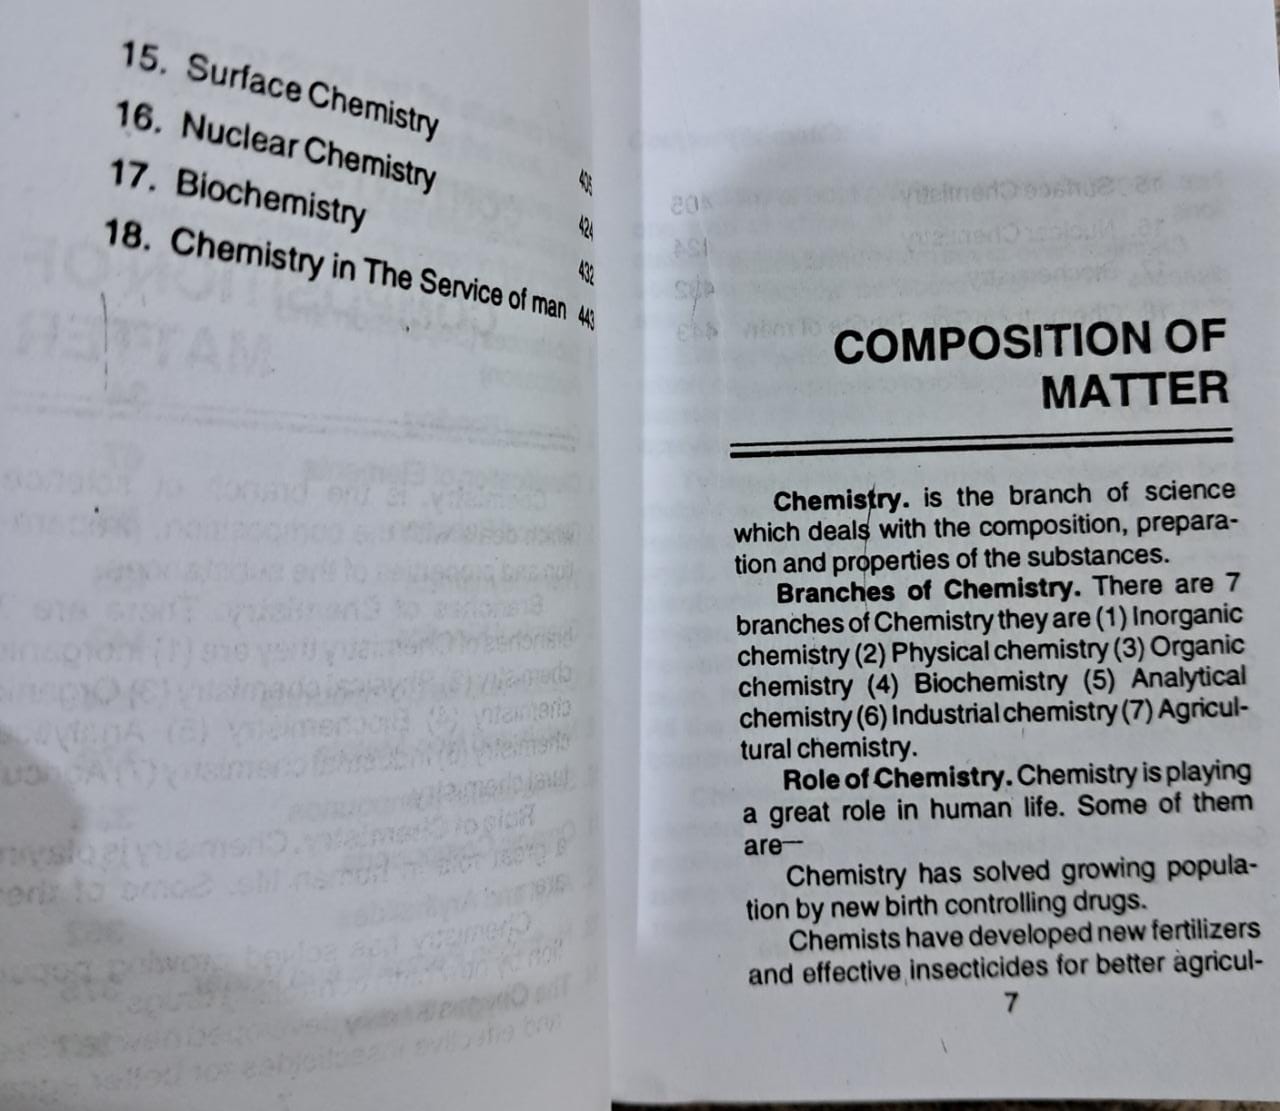 15. Surface Chemistry 405
16. Nuclear Chemistry 424
17. Biochemistry 432
18. Chemistry in The Service of man 443
COMPOSITION OF
MATTER
Chemistry. is the branch of science
which deals with the composition, prepara-
tion and properties of the substances.
Branches of Chemistry. There are 7
branches of Chemistry they are (1) Inorganic
chemistry (2) Physical chemistry (3) Organic
chemistry (4) Biochemistry (5) Analytical
chemistry (6) Industrial chemistry (7) Agricul-
tural chemistry.
Role of Chemistry. Chemistry is playing
a great role in human life. Some of them
are—
Chemistry has solved growing popula-
tion by new birth controlling drugs.
Chemists have developed new fertilizers
and effective insecticides for better agricul-
7